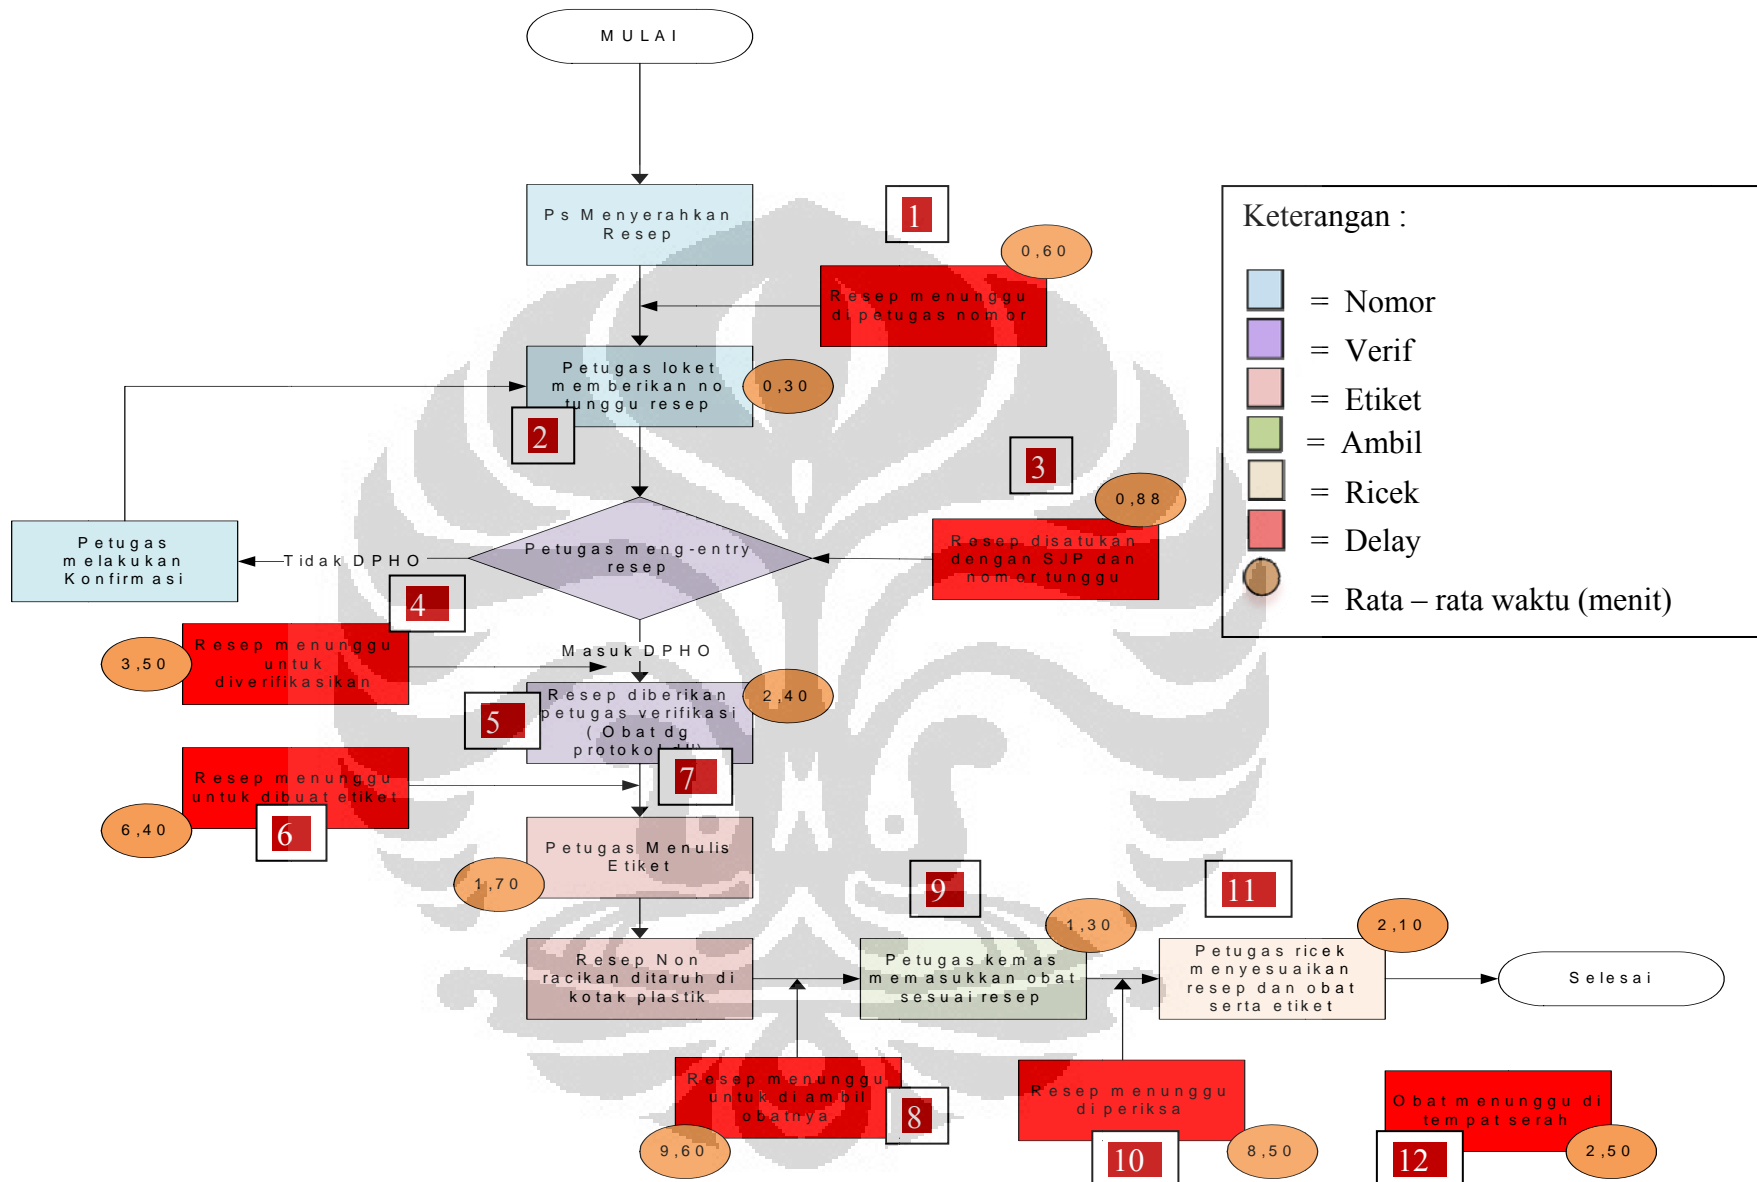 MULAI
Ps Menyerahkan
Resep
1
0,60
Resep menunggu
di petugas nomor
Petugas loket
memberikan no
tunggu resep
0,30
2
3
0,88
Petugas meng-entry
resep
Resep disatukan
dengan SJP dan
nomor tunggu
Tidak DPHO
Petugas
melakukan
Konfirmasi
4
3,50
Resep menunggu
untuk
diverifikasikan
Masuk DPHO
5
Resep diberikan
petugas verifikasi
( Obat dg
protokol dll)
2,40
7
Resep menunggu
untuk dibuat etiket
6,40
6
Petugas Menulis
Etiket
1,70
9
11
Resep Non
racikan ditaruh di
kotak plastik
1,30
Petugas kemas
memasukkan obat
sesuai resep
2,10
Petugas ricek
menyesuaikan
resep dan obat
serta etiket
Selesai
Resep menunggu
untuk diambil
obatnya
8
9,60
Resep menunggu
diperiksa
10
8,50
Obat menunggu di
tempat serah
12
2,50
Keterangan :
= Nomor
= Verif
= Etiket
= Ambil
= Ricek
= Delay
= Rata – rata waktu (menit)